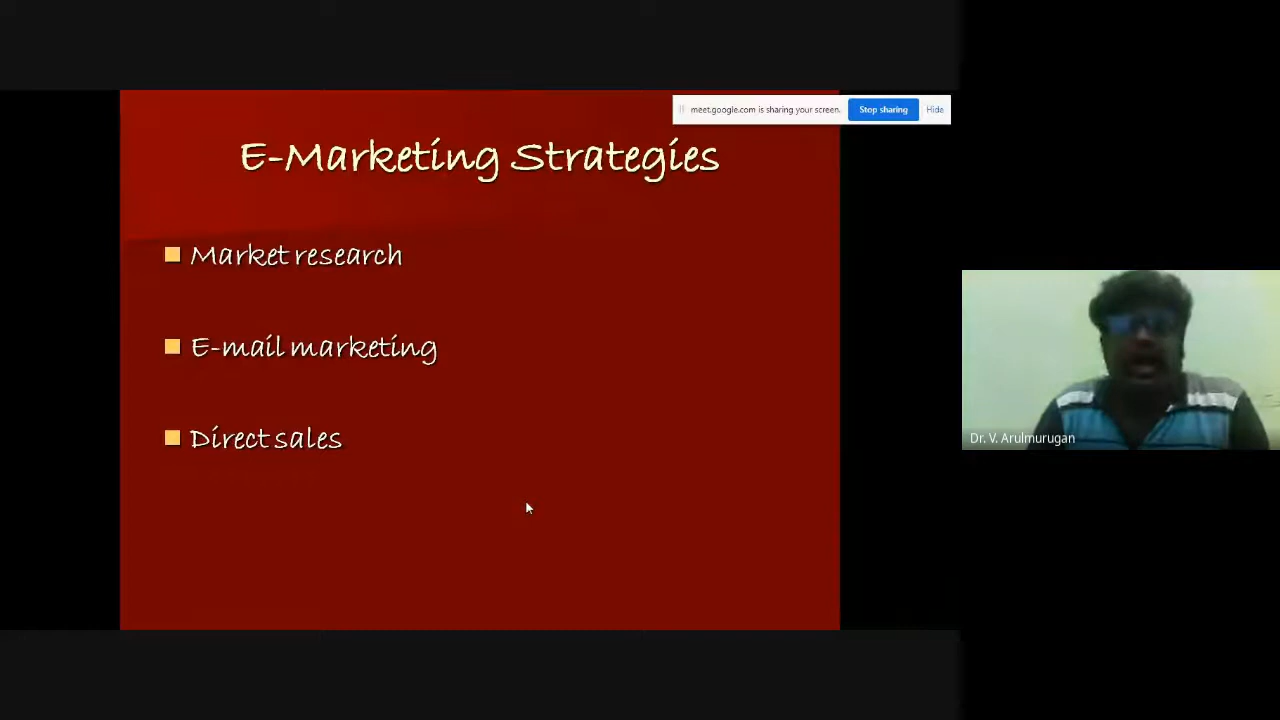 meet.google.com is sharing your screen. Stop sharing Hide
E-Marketing Strategies
Market research
E-mail marketing
Direct sales
Dr. V. Arulmurugan